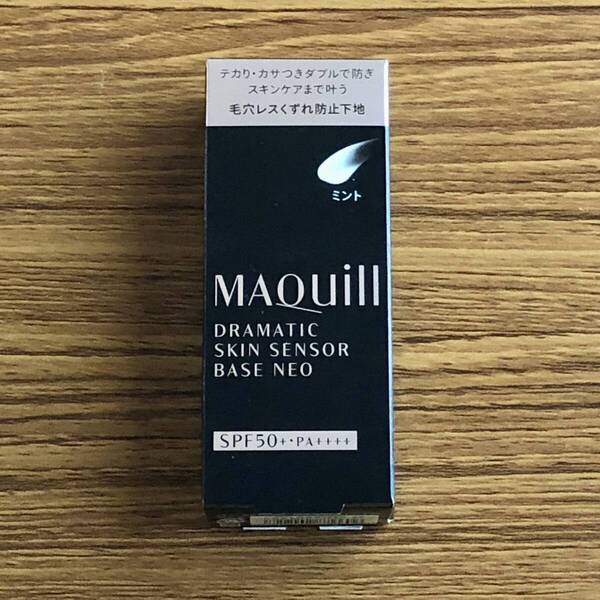 テカリ・カサつきダブルで防ぎ
スキンケアまで叶う
毛穴レスくずれ防止下地
ミント
MAQuill
DRAMATIC
SKIN SENSOR
BASE NEO
SPF50+・PA++++